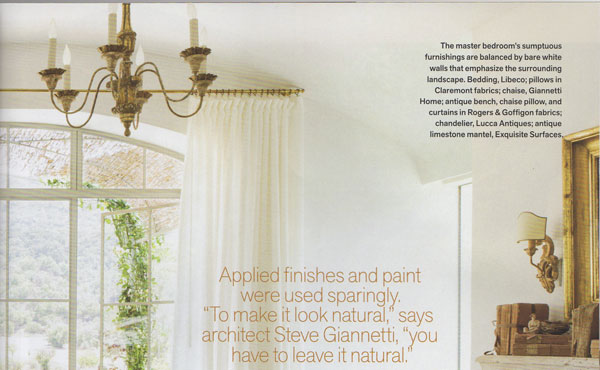 The master bedroom's sumptuous
furnishings are balanced by bare white
walls that emphasize the surrounding
landscape. Bedding, Libeco; pillows in
Claremont fabrics; chaise, Giannetti
Home; antique bench, chaise pillow, and
curtains in Rogers & Goffigon fabrics;
chandelier, Lucca Antiques; antique
limestone mantel, Exquisite Surfaces
Applied finishes and paint
were used sparingly.
“To make it look natural,” says
architect Steve Giannetti, “you
have to leave it natural.”